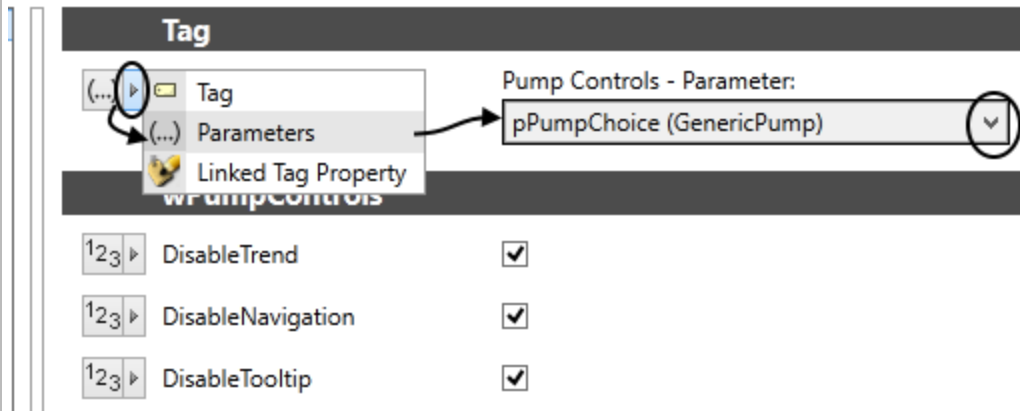 Tag
(...)
Tag
Pump Controls - Parameter:
(...) Parameters
pPumpChoice (GenericPump)
Linked Tag Property
wPumpControls
123 DisableTrend
123 DisableNavigation
123 DisableTooltip